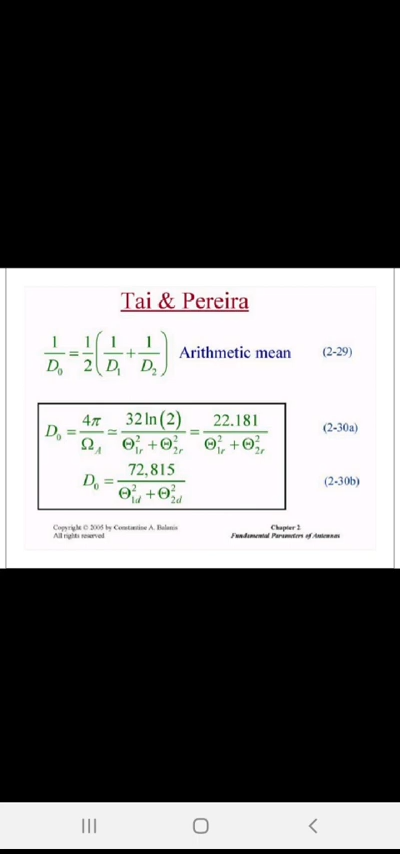 Tai & Pereira
1/D₀ = 1/2 (1/D₁ + 1/D₂) Arithmetic mean (2-29)
D₀ = 4π/Ω_A ≃ 32 ln(2)/(Θ²₁ᵣ + Θ²₂ᵣ) = 22.181/(Θ²₁ᵣ + Θ²₂ᵣ) (2-30a)
D₀ = 72,815/(Θ²₁d + Θ²₂d) (2-30b)
Copyright © 2005 by Constantine A. Balanis
All rights reserved
Chapter 2
Fundamental Parameters of Antennas